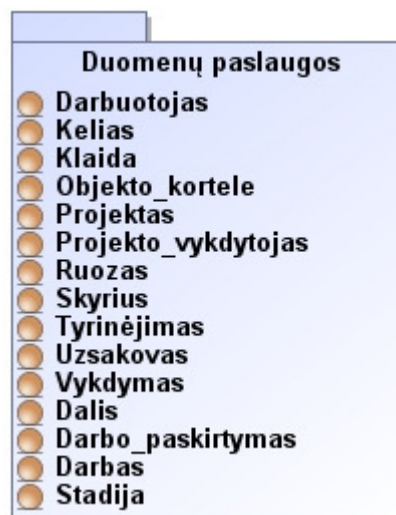 Duomenų paslaugos
Darbuotojas
Kelias
Klaida
Objekto_kortele
Projektas
Projekto_vykdytojas
Ruozas
Skyrius
Tyrinėjimas
Uzsakovas
Vykdymas
Dalis
Darbo_paskirtymas
Darbas
Stadija